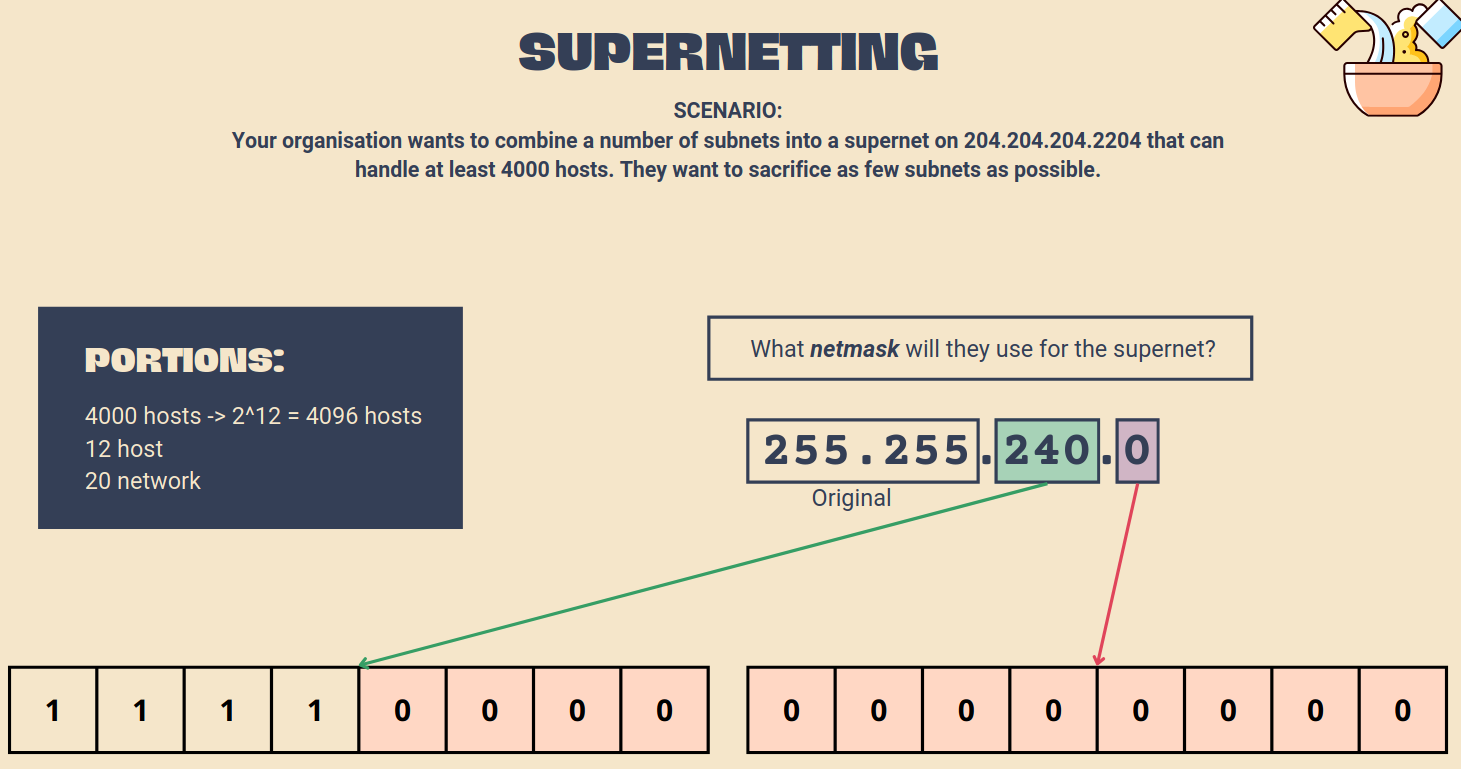 SUPERNETTING
SCENARIO:
Your organisation wants to combine a number of subnets into a supernet on 204.204.204.2204 that can
handle at least 4000 hosts. They want to sacrifice as few subnets as possible.
PORTIONS:
4000 hosts -> 2^12 = 4096 hosts
12 host
20 network
What netmask will they use for the supernet?
255.255.240.0
Original
1 1 1 1 0 0 0 0 0 0 0 0 0 0 0 0